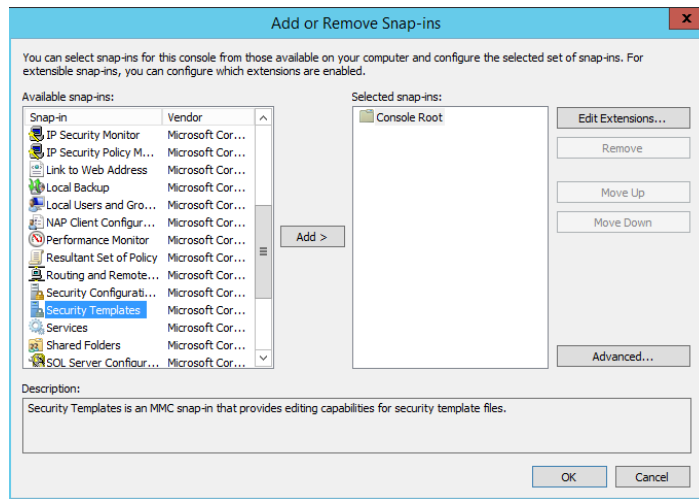 Add or Remove Snap-ins
x
You can select snap-ins for this console from those available on your computer and configure the selected set of snap-ins. For
extensible snap-ins, you can configure which extensions are enabled.
Available snap-ins:
Snap-in Vendor
IP Security Monitor Microsoft Cor...
IP Security Policy M... Microsoft Cor...
Link to Web Address Microsoft Cor...
Local Backup Microsoft Cor...
Local Users and Gro... Microsoft Cor...
NAP Client Configur... Microsoft Cor...
Performance Monitor Microsoft Cor...
Resultant Set of Policy Microsoft Cor...
Routing and Remote... Microsoft Cor...
Security Configurati... Microsoft Cor...
Security Templates Microsoft Cor...
Services Microsoft Cor...
Shared Folders Microsoft Cor...
SQL Server Configur... Microsoft Cor...
Add >
Selected snap-ins:
Console Root
Edit Extensions...
Remove
Move Up
Move Down
Advanced...
Description:
Security Templates is an MMC snap-in that provides editing capabilities for security template files.
OK
Cancel